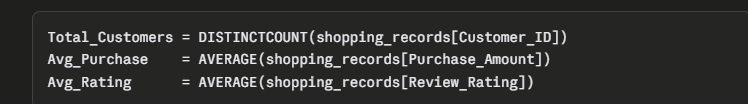 Total_Customers = DISTINCTCOUNT(shopping_records[Customer_ID])
Avg_Purchase    = AVERAGE(shopping_records[Purchase_Amount])
Avg_Rating      = AVERAGE(shopping_records[Review_Rating])